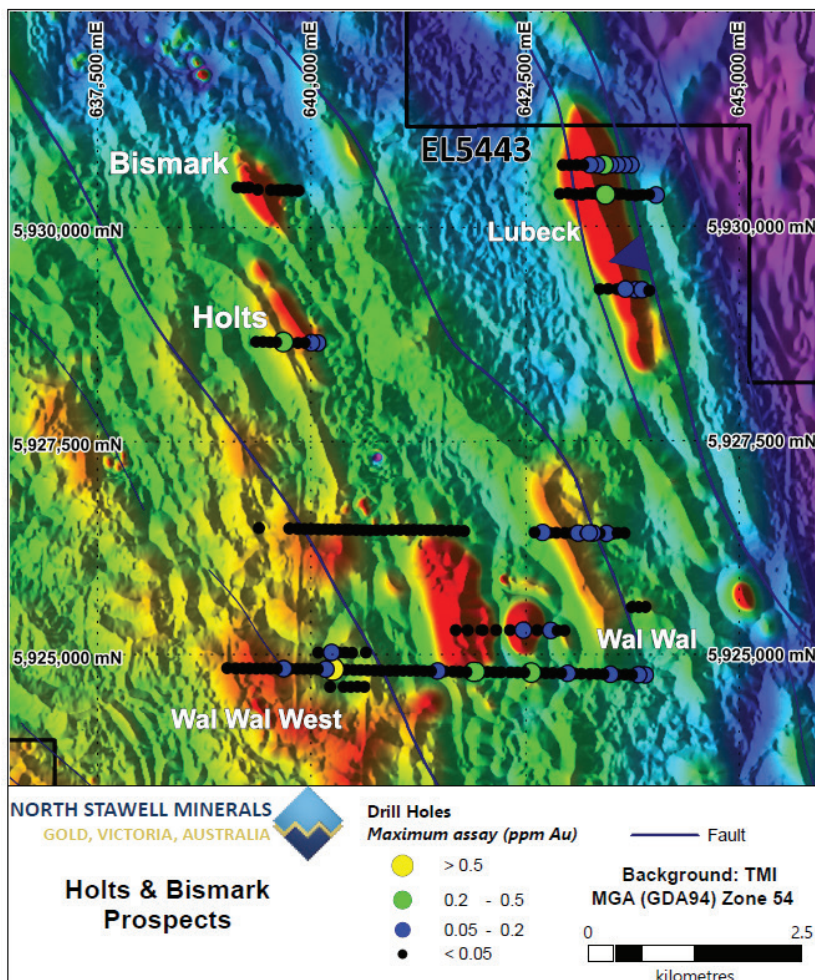 637,500 mE
640,000 mE
642,500 mE
645,000 mE
EL5443
Bismark
5,930,000 mN
5,930,000 mN
Lubeck
Holts
5,927,500 mN
5,927,500 mN
Wal Wal
5,925,000 mN
5,925,000 mN
Wal Wal West
NORTH STAWELL MINERALS
GOLD, VICTORIA, AUSTRALIA
Holts & Bismark
Prospects
Drill Holes
Maximum assay (ppm Au)
> 0.5
0.2 - 0.5
0.05 - 0.2
< 0.05
Fault
Background: TMI
MGA (GDA94) Zone 54
0 2.5
kilometres